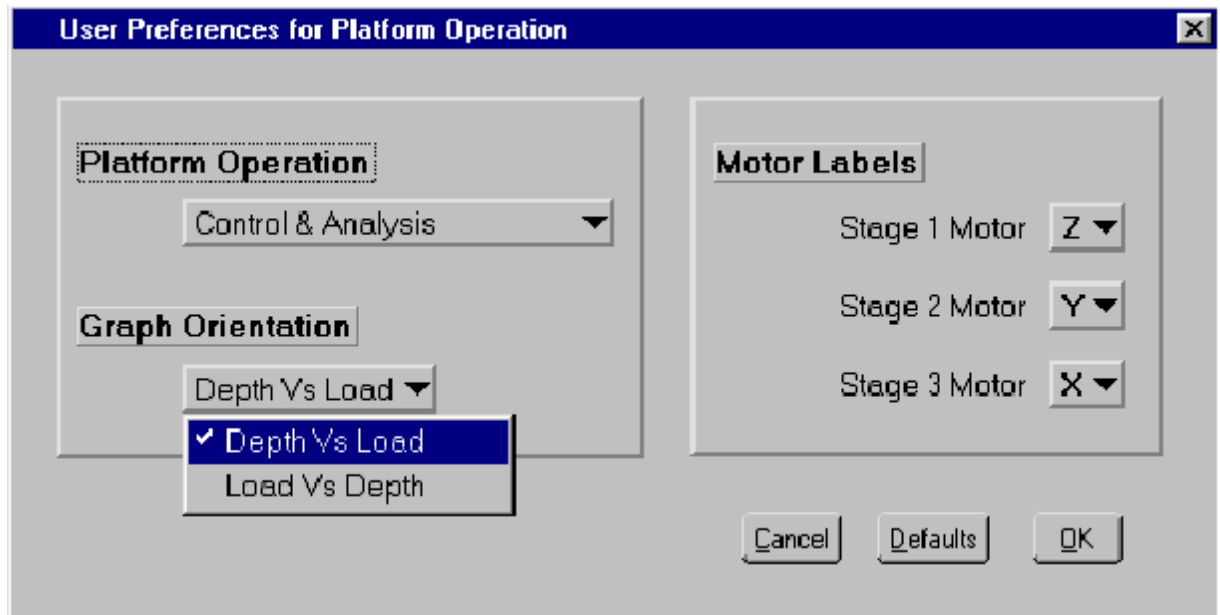 User Preferences for Platform Operation
Platform Operation
Control & Analysis
Graph Orientation
Depth Vs Load
Depth Vs Load
Load Vs Depth
Motor Labels
Stage 1 Motor Z
Stage 2 Motor Y
Stage 3 Motor X
Cancel Defaults OK